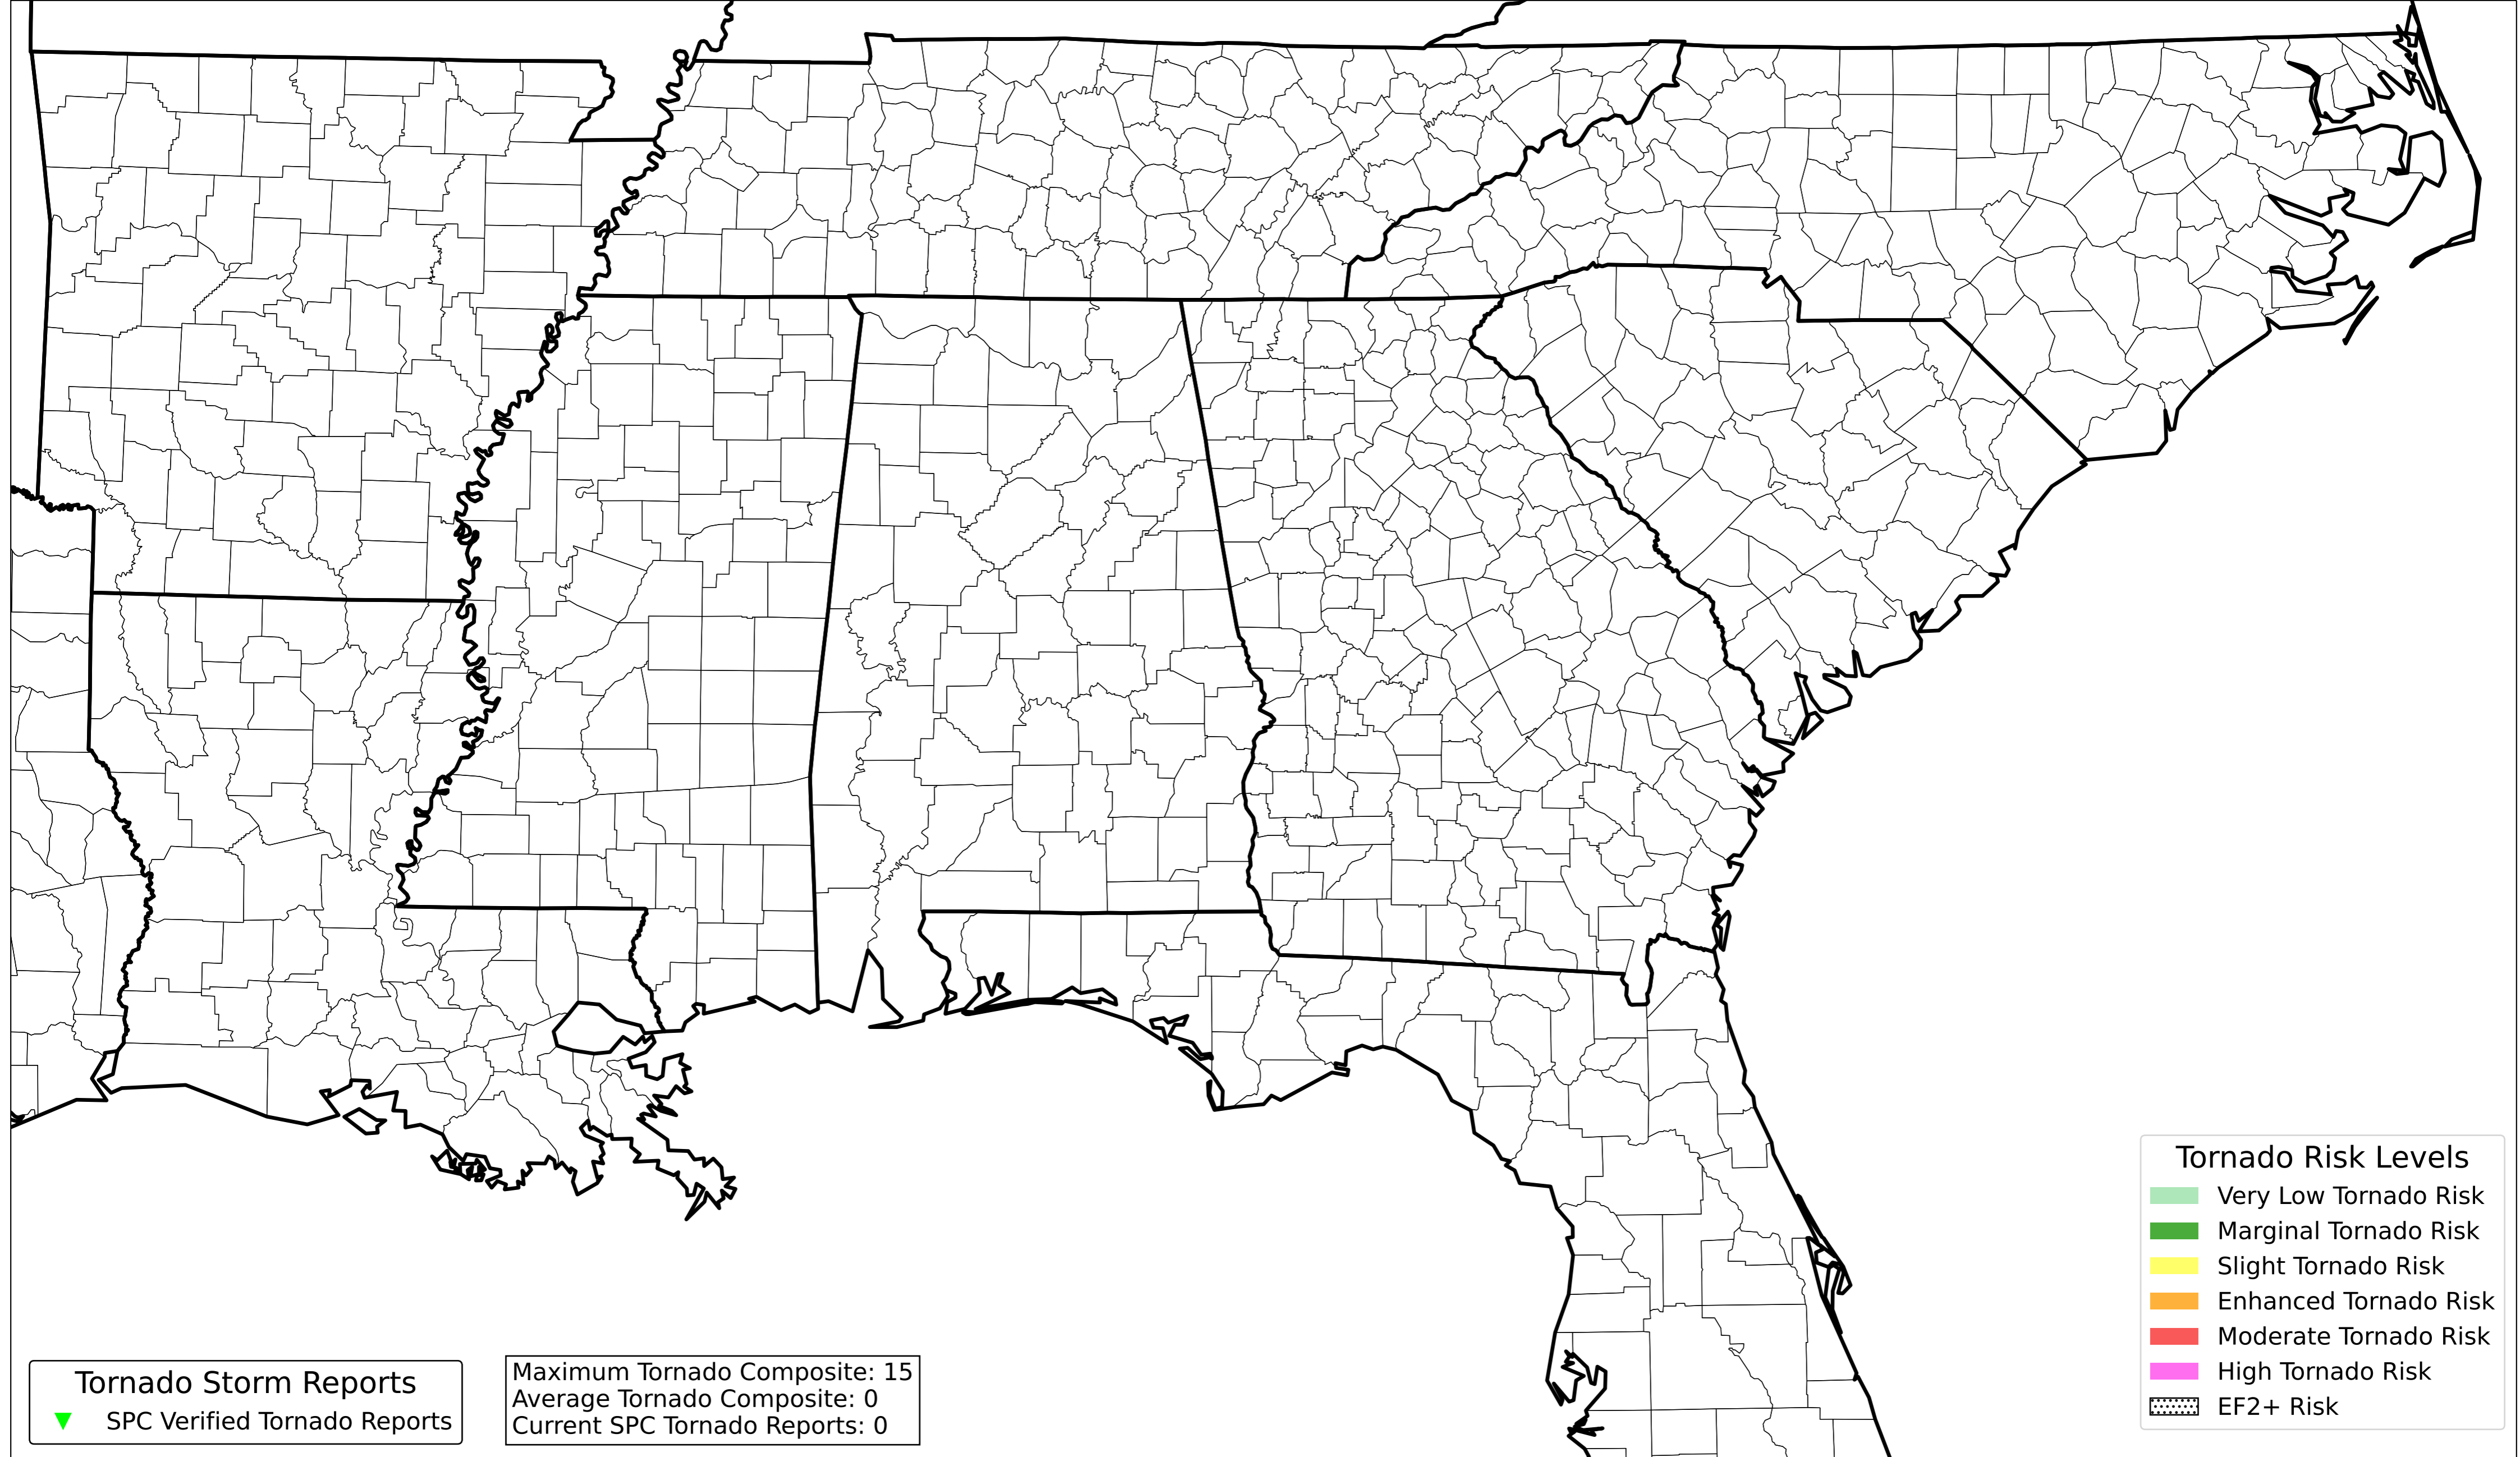 Tornado Risk Levels
Very Low Tornado Risk
Marginal Tornado Risk
Slight Tornado Risk
Enhanced Tornado Risk
Moderate Tornado Risk
High Tornado Risk
EF2+ Risk
Tornado Storm Reports
SPC Verified Tornado Reports
Maximum Tornado Composite: 15
Average Tornado Composite: 0
Current SPC Tornado Reports: 0